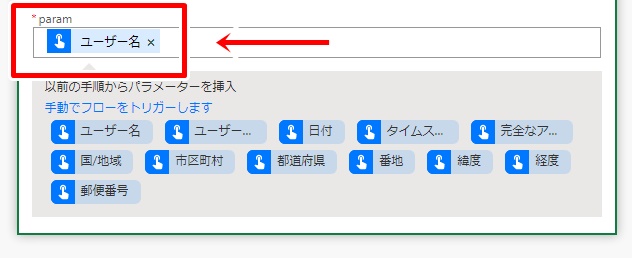 * param
ユーザー名 ×
以前の手順からパラメーターを挿入
手動でフローをトリガーします
ユーザー名 ユーザー... 日付 タイムス... 完全なア...
国/地域 市区町村 都道府県 番地 緯度 経度
郵便番号